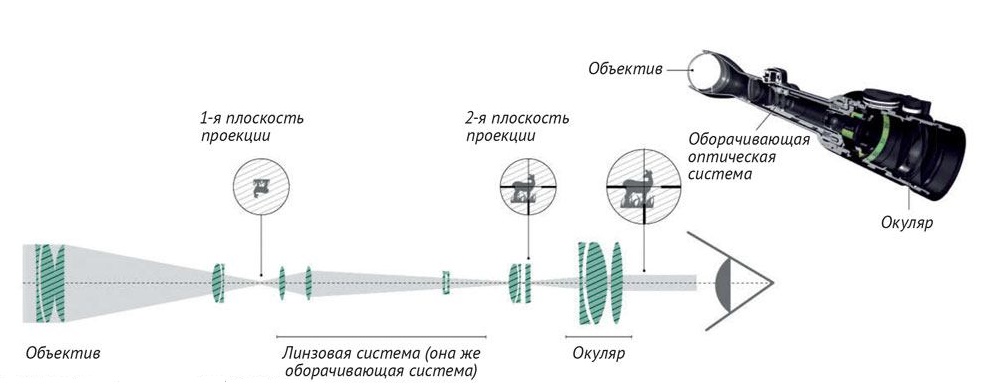 Объектив
Оборачивающая
оптическая
система
Окуляр
1-я плоскость
проекции
2-я плоскость
проекции
Объектив
Линзовая система (она же
оборачивающая система)
Окуляр